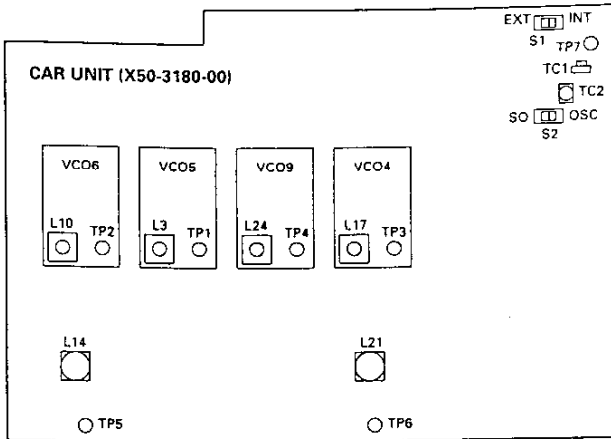 EXT INT
S1 TP7
TC1
TC2
SO OSC
S2
CAR UNIT (X50-3180-00)
VCO6 VCO5 VCO9 VCO4
L10 TP2 L3 TP1 L24 TP4 L17 TP3
L14 L21
TP5 TP6